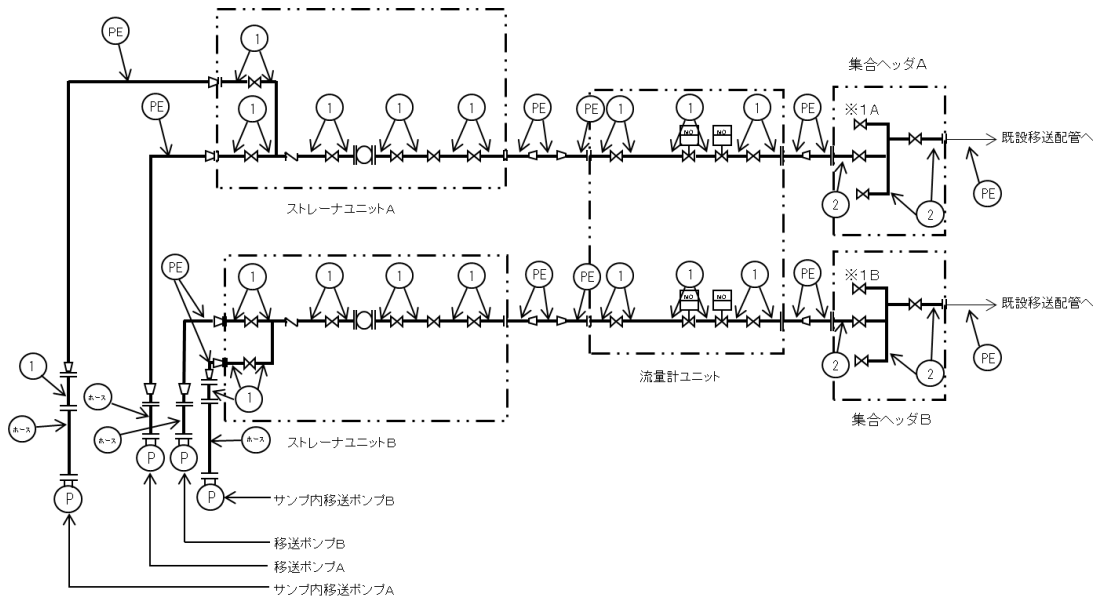 PE
1
集合ヘッダA
PE
1
1
1
1
PE
PE
1
1
1
PE
※1A
MO
MO
既設移送配管へ
PE
2
2
ストレーナユニットA
PE
1
1
1
1
PE
PE
1
1
1
PE
※1B
MO
MO
既設移送配管へ
PE
2
2
流量計ユニット
1
1
ホース
ホース
ホース
ホース
集合ヘッダB
ストレーナユニットB
P
P
P
P
サンプ内移送ポンプB
移送ポンプB
移送ポンプA
サンプ内移送ポンプA